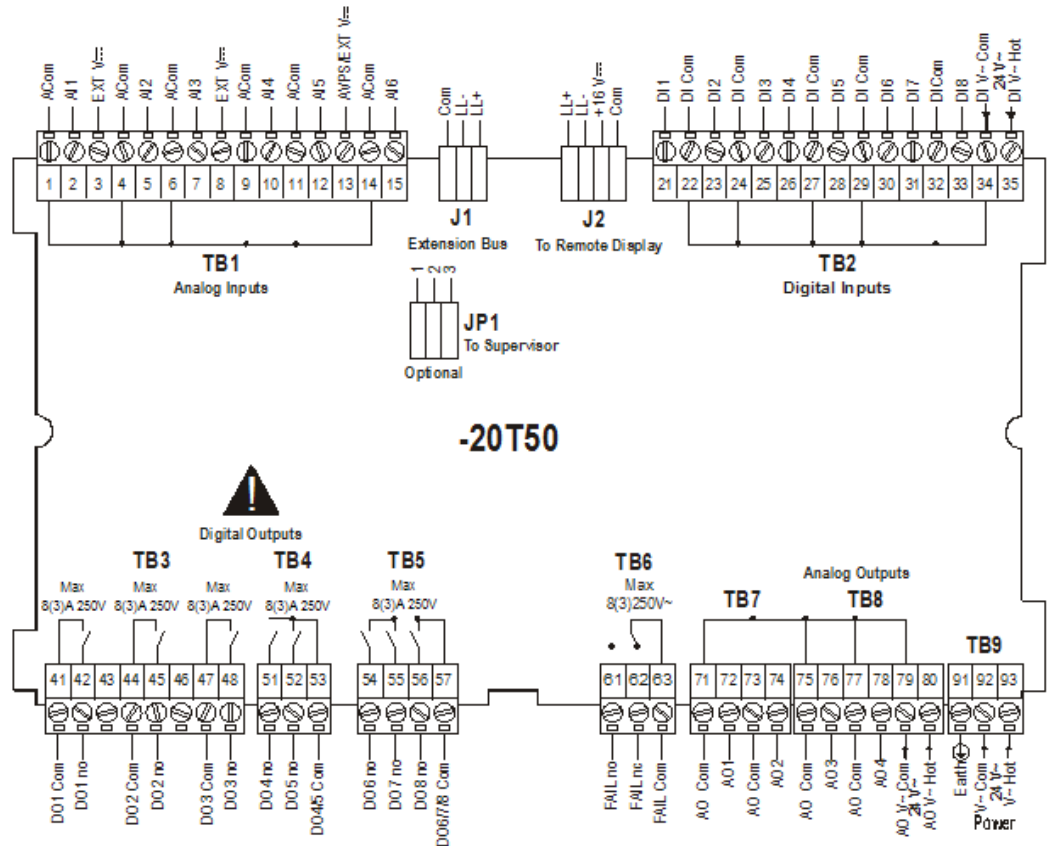 ACom AI1 EXT V⎓ ACom AI2 ACom AI3 EXT V⎓ ACom AI4 ACom AI5 AVPS/EXT V⎓ ACom AI6
1 2 3 4 5 6 7 8 9 10 11 12 13 14 15
TB1
Analog Inputs
Com LL- LL+
J1
Extension Bus
LL+ LL- +16 V⎓ Com
J2
To Remote Display
DI1 DI Com DI2 DI Com DI3 DI4 DI Com DI5 DI Com DI6 DI7 DICom DI8 DI V~ Com 24 V~ DI V~ Hot
21 22 23 24 25 26 27 28 29 30 31 32 33 34 35
TB2
Digital Inputs
1 2 3
JP1
To Supervisor
Optional
-20T50
!
Digital Outputs
TB3
Max
8(3)A 250V
Max
8(3)A 250V
Max
8(3)A 250V
41 42 43 44 45 46 47 48
DO1 Com DO1 no DO2 Com DO2 no DO3 Com DO3 no
TB4
Max
8(3)A 250V
51 52 53
DO4 no DO5 no DO4/5 Com
TB5
Max
8(3)A 250V
54 55 56 57
DO6 no DO7 no DO8 no DO6/7/8 Com
TB6
Max
8(3)250V~
61 62 63
FAIL no FAIL nc FAIL Com
Analog Outputs
TB7
71 72 73 74
AO Com AO1 AO Com AO2
TB8
75 76 77 78 79 80
AO Com AO3 AO Com AO4 AO V~ Com 24 V~ AO V~ Hot
TB9
91 92 93
Earth V~ Com 24 V~ V~ Hot
Power